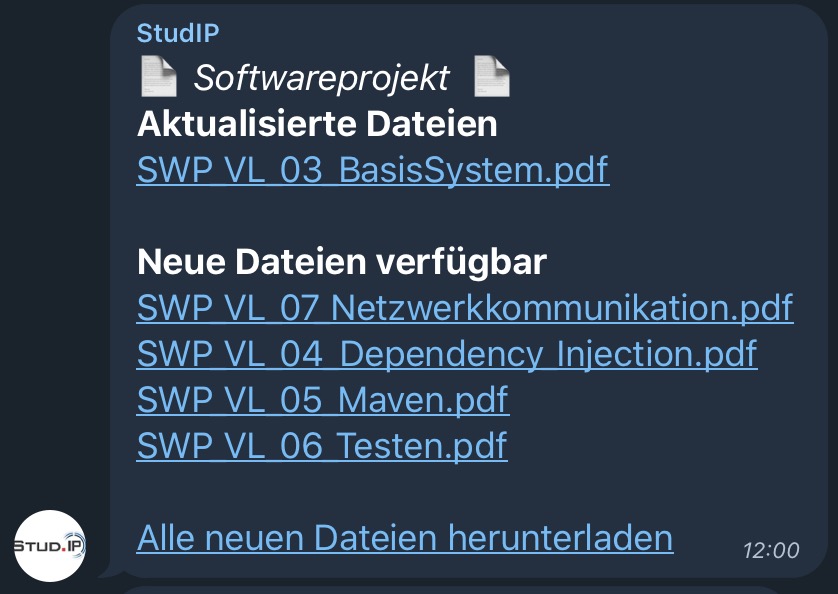 StudIP
Softwareprojekt
Aktualisierte Dateien
SWP_VL_03_BasisSystem.pdf
Neue Dateien verfügbar
SWP_VL_07_Netzwerkkommunikation.pdf
SWP_VL_04_Dependency_Injection.pdf
SWP_VL_05_Maven.pdf
SWP_VL_06_Testen.pdf
STUD.IP
Alle neuen Dateien herunterladen
12:00